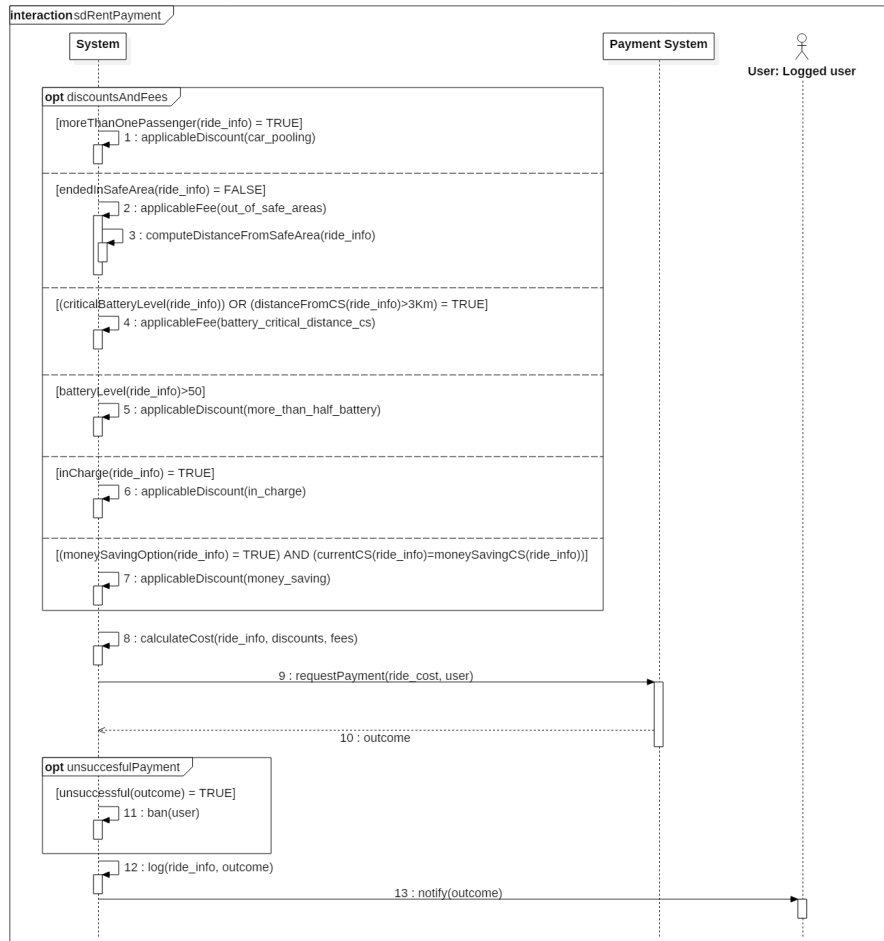 interaction sdRentPayment
System
Payment System
User: Logged user
opt discountsAndFees
[moreThanOnePassenger(ride_info) = TRUE]
1 : applicableDiscount(car_pooling)
[endedInSafeArea(ride_info) = FALSE]
2 : applicableFee(out_of_safe_areas)
3 : computeDistanceFromSafeArea(ride_info)
[(criticalBatteryLevel(ride_info)) OR (distanceFromCS(ride_info)>3Km) = TRUE]
4 : applicableFee(battery_critical_distance_cs)
[batteryLevel(ride_info)>50]
5 : applicableDiscount(more_than_half_battery)
[inCharge(ride_info) = TRUE]
6 : applicableDiscount(in_charge)
[(moneySavingOption(ride_info) = TRUE) AND (currentCS(ride_info)=moneySavingCS(ride_info))]
7 : applicableDiscount(money_saving)
8 : calculateCost(ride_info, discounts, fees)
9 : requestPayment(ride_cost, user)
10 : outcome
opt unsuccesfulPayment
[unsuccessful(outcome) = TRUE]
11 : ban(user)
12 : log(ride_info, outcome)
13 : notify(outcome)